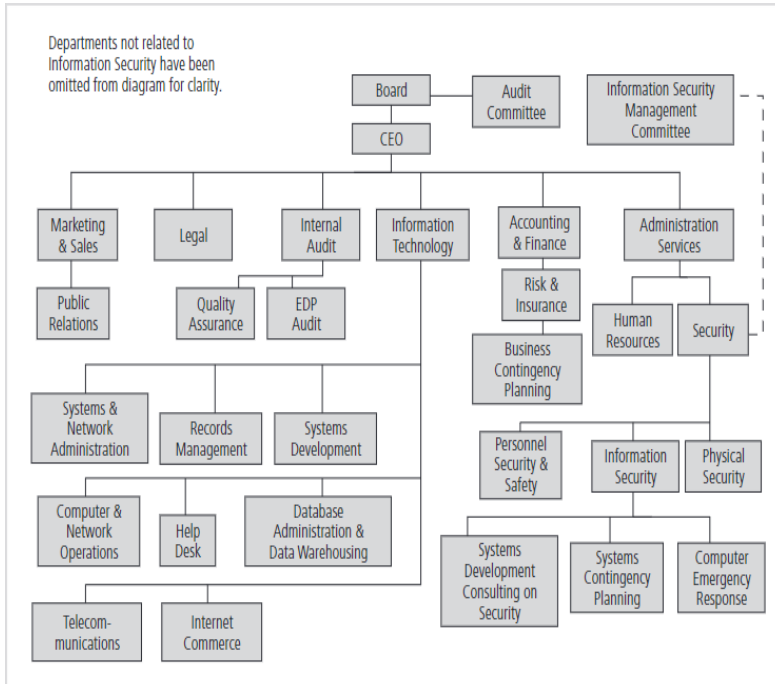 Departments not related to
Information Security have been
omitted from diagram for clarity.
Board
Audit
Committee
Information Security
Management
Committee
CEO
Marketing
& Sales
Legal
Internal
Audit
Information
Technology
Accounting
& Finance
Administration
Services
Public
Relations
Quality
Assurance
EDP
Audit
Risk &
Insurance
Human
Resources
Security
Business
Contingency
Planning
Systems &
Network
Administration
Records
Management
Systems
Development
Personnel
Security &
Safety
Information
Security
Physical
Security
Computer &
Network
Operations
Help
Desk
Database
Administration &
Data Warehousing
Systems
Development
Consulting on
Security
Systems
Contingency
Planning
Computer
Emergency
Response
Telecom-
munications
Internet
Commerce